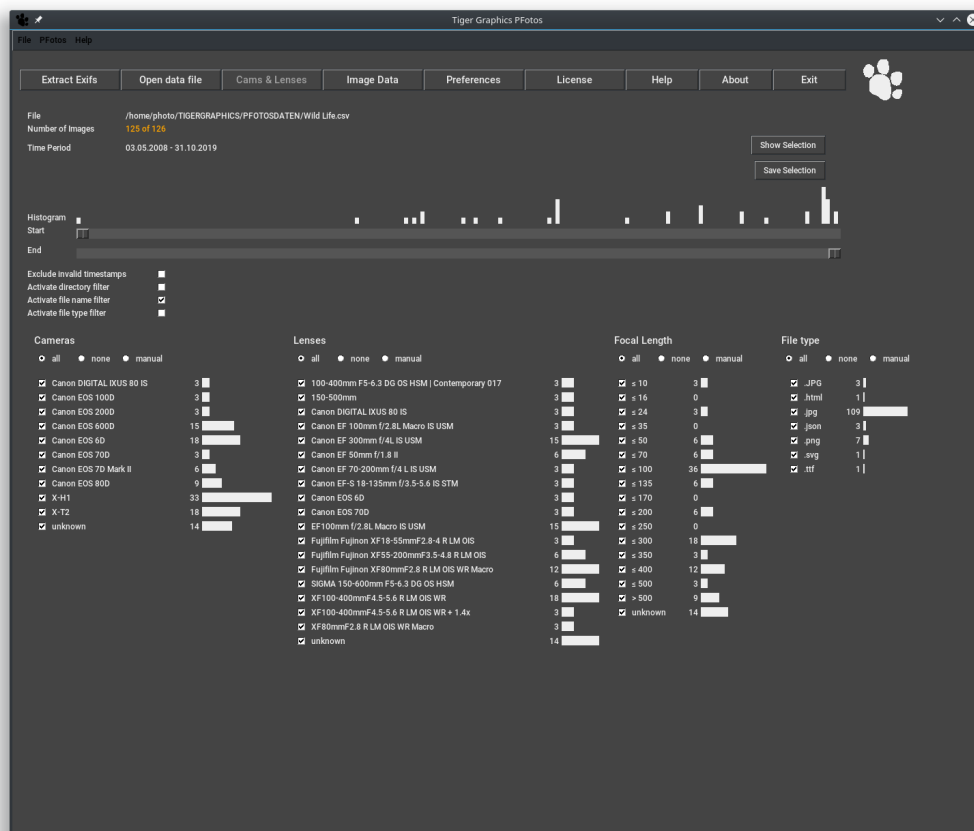 Tiger Graphics PFotos
File PFotos Help
Extract Exifs Open data file Cams & Lenses Image Data Preferences License Help About Exit
File /home/photo/TIGERGRAPHICS/PFOTOSDATEN/Wild Life.csv
Number of Images 125 of 126
Time Period 03.05.2008 - 31.10.2019
Show Selection
Save Selection
Histogram
Start
End
Exclude invalid timestamps
Activate directory filter
Activate file name filter
Activate file type filter
Cameras
all none manual
Canon DIGITAL IXUS 80 IS 3
Canon EOS 100D 3
Canon EOS 200D 3
Canon EOS 600D 15
Canon EOS 6D 18
Canon EOS 70D 3
Canon EOS 7D Mark II 6
Canon EOS 80D 9
X-H1 33
X-T2 18
unknown 14
Lenses
all none manual
100-400mm F5-6.3 DG OS HSM | Contemporary 017 3
150-500mm 3
Canon DIGITAL IXUS 80 IS 3
Canon EF 100mm f/2.8L Macro IS USM 3
Canon EF 300mm f/4L IS USM 15
Canon EF 50mm f/1.8 II 6
Canon EF 70-200mm f/4 L IS USM 3
Canon EF-S 18-135mm f/3.5-5.6 IS STM 3
Canon EOS 6D 3
Canon EOS 70D 3
EF100mm f/2.8L Macro IS USM 15
Fujifilm Fujinon XF18-55mmF2.8-4 R LM OIS 3
Fujifilm Fujinon XF55-200mmF3.5-4.8 R LM OIS 6
Fujifilm Fujinon XF80mmF2.8 R LM OIS WR Macro 12
SIGMA 150-600mm F5-6.3 DG OS HSM 6
XF100-400mmF4.5-5.6 R LM OIS WR 18
XF100-400mmF4.5-5.6 R LM OIS WR + 1.4x 3
XF80mmF2.8 R LM OIS WR Macro 3
unknown 14
Focal Length
all none manual
≤ 10 3
≤ 16 0
≤ 24 3
≤ 35 0
≤ 50 6
≤ 70 6
≤ 100 36
≤ 135 6
≤ 170 0
≤ 200 6
≤ 250 0
≤ 300 18
≤ 350 3
≤ 400 12
≤ 500 3
> 500 9
unknown 14
File type
all none manual
.JPG 3
.html 1
.jpg 109
.json 3
.png 7
.svg 1
.ttf 1